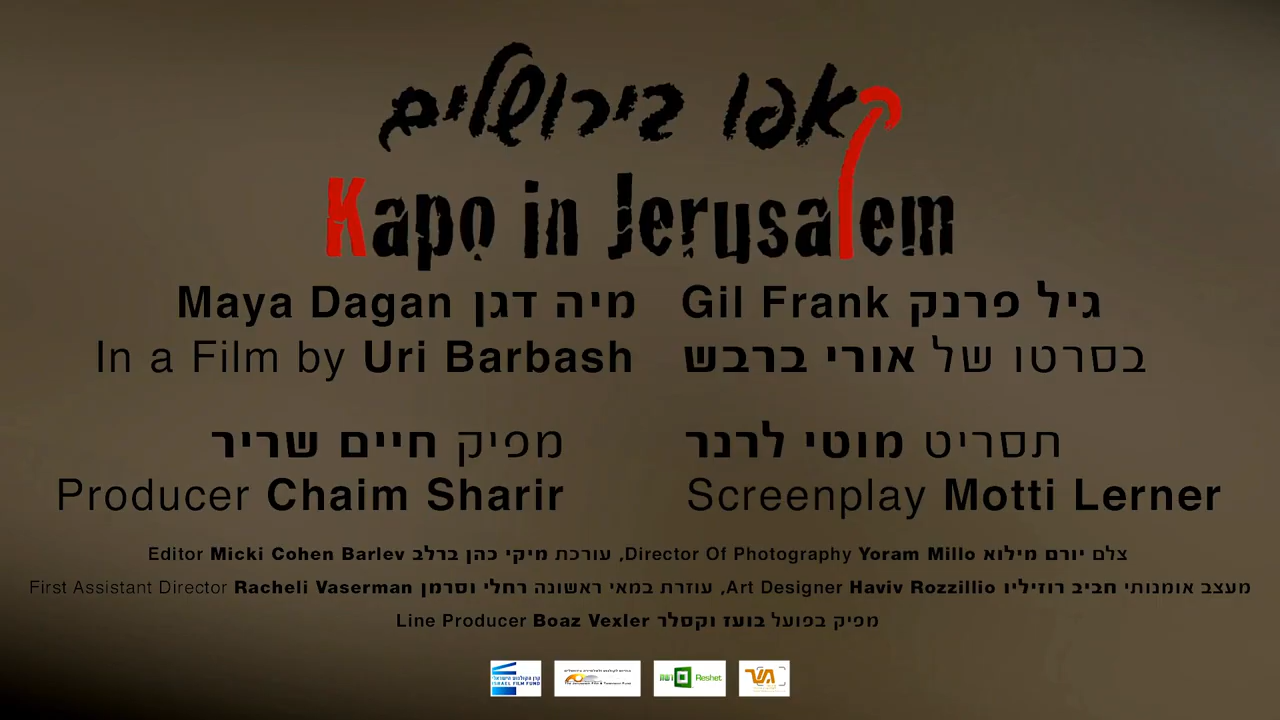 קאפו בירושלים
Kapo in Jerusalem
Maya Dagan מיה דגן   Gil Frank גיל פרנק
In a Film by Uri Barbash   בסרטו של אורי ברבש
מפיק חיים שריר   תסריט מוטי לרנר
Producer Chaim Sharir   Screenplay Motti Lerner
Editor Micki Cohen Barlev עורכת מיקי כהן ברלב, Director Of Photography Yoram Millo צלם יורם מילוא
First Assistant Director Racheli Vaserman עוזרת במאי ראשונה רחלי וסרמן, Art Designer Haviv Rozzillio מעצב אומנותי חביב רוזיליו
Line Producer Boaz Vexler מפיק בפועל בועז וקסלר
קרן הקולנוע הישראלי
ISRAEL FILM FUND
רשת Reshet